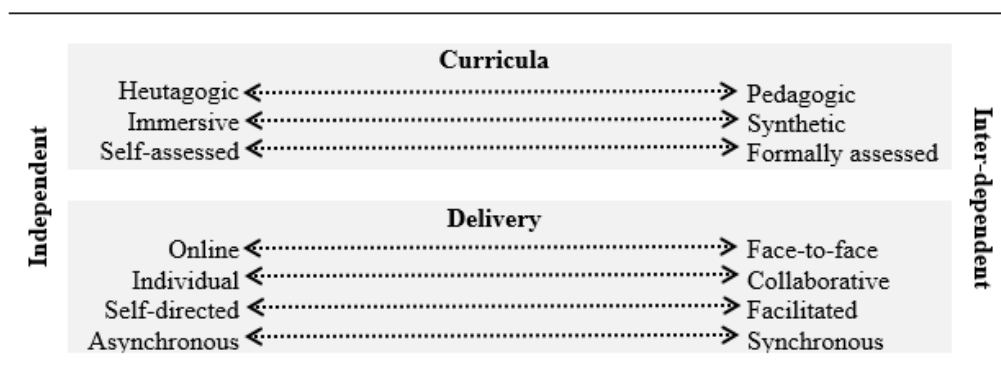 Independent
Curricula
Heutagogic Pedagogic
Immersive Synthetic
Self-assessed Formally assessed
Delivery
Online Face-to-face
Individual Collaborative
Self-directed Facilitated
Asynchronous Synchronous
Inter-dependent